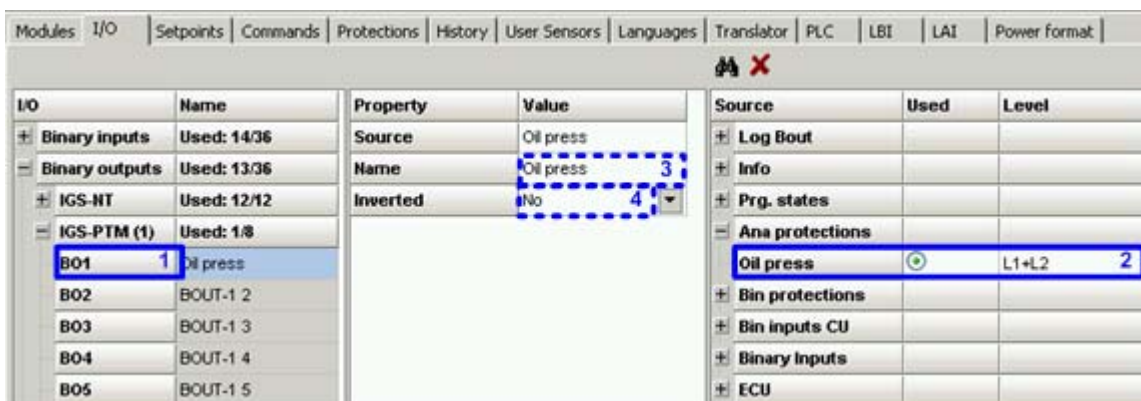 Modules I/O Setpoints Commands Protections History User Sensors Languages Translator PLC LBI LAI Power format
I/O Name Property Value Source Used Level
Binary inputs Used: 14/36 Source Oil press Log Bout
Binary outputs Used: 13/36 Name Oil press 3 Info
IGS-NT Used: 12/12 Inverted No 4 Prg. states
IGS-PTM (1) Used: 1/8 Ana protections
BO1 1 Oil press Oil press L1+L2 2
BO2 BOUT-1 2 Bin protections
BO3 BOUT-1 3 Bin inputs CU
BO4 BOUT-1 4 Binary Inputs
BO5 BOUT-1 5 ECU